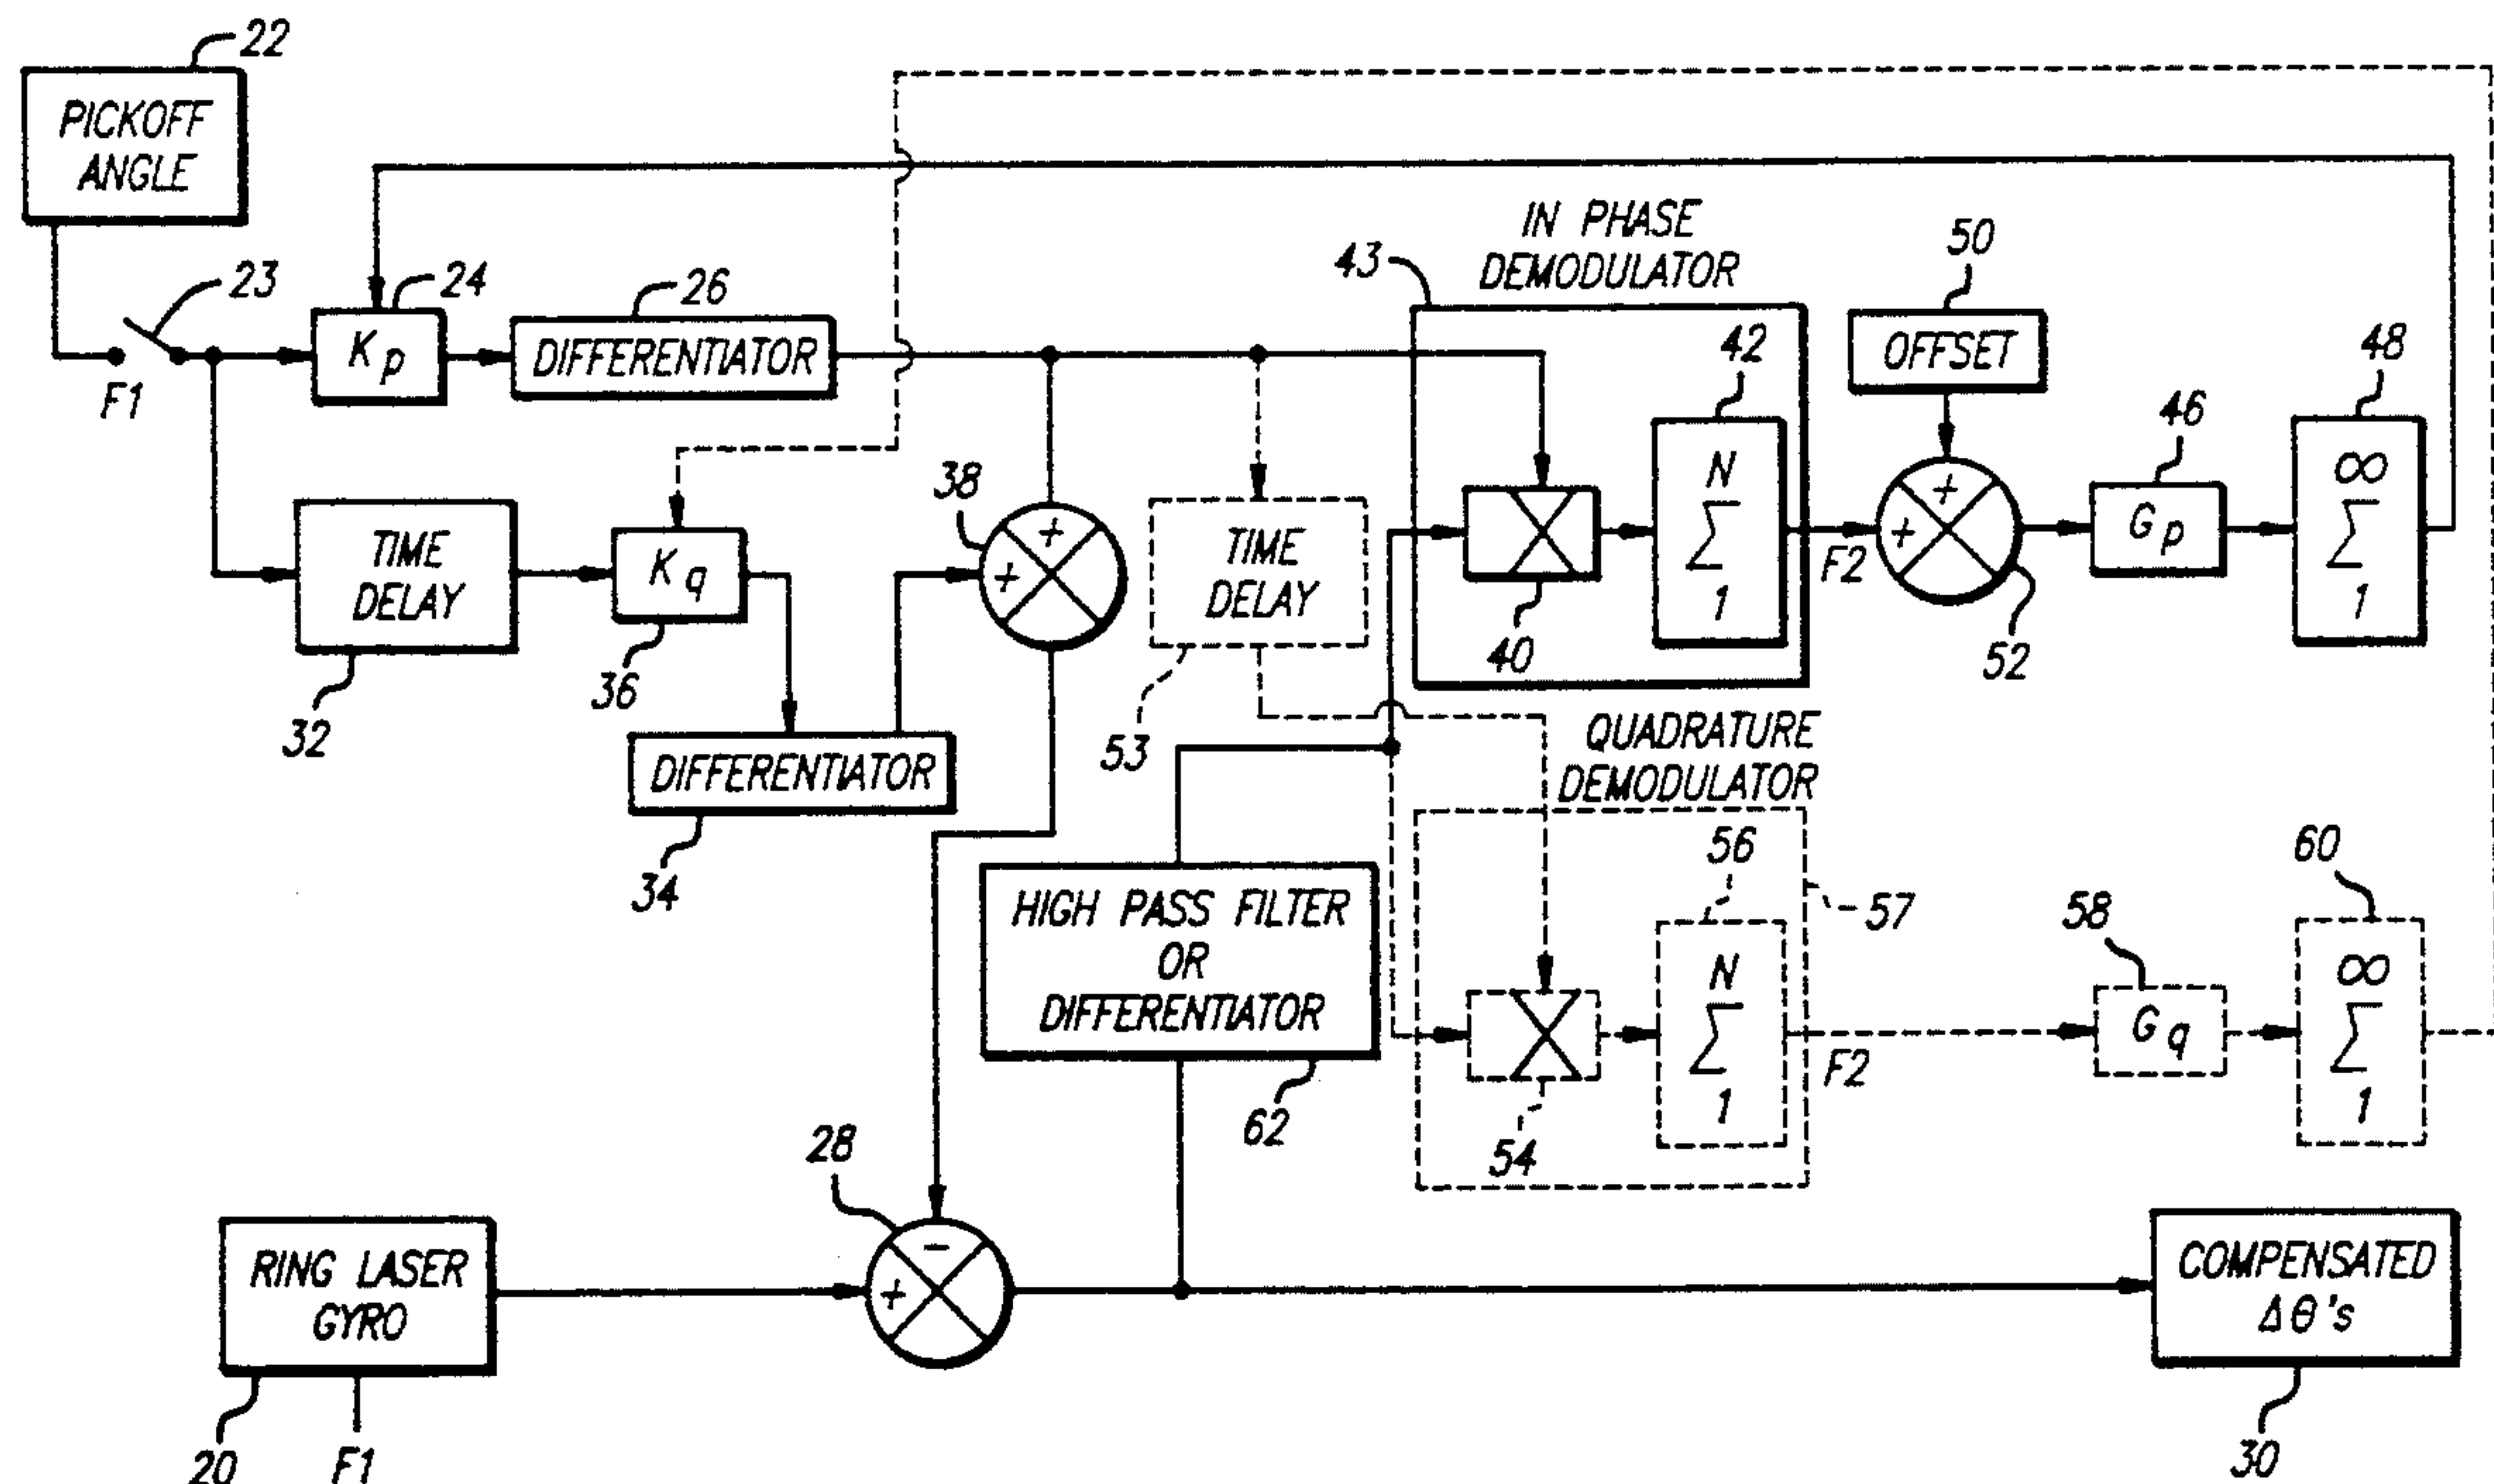 22
PICKOFF
ANGLE
23
F1
24
Kp
26
DIFFERENTIATOR
IN PHASE
DEMODULATOR
43
42
N
Σ
1
40
F2
50
OFFSET
+
+
52
46
Gp
48
∞
Σ
1
TIME
DELAY
32
Kq
36
DIFFERENTIATOR
34
38
+
+
TIME
DELAY
53
QUADRATURE
DEMODULATOR
HIGH PASS FILTER
OR
DIFFERENTIATOR
62
54
56
N
Σ
1
57
F2
58
Gq
60
∞
Σ
1
RING LASER
GYRO
20
F1
28
-
+
COMPENSATED
Δθ's
30